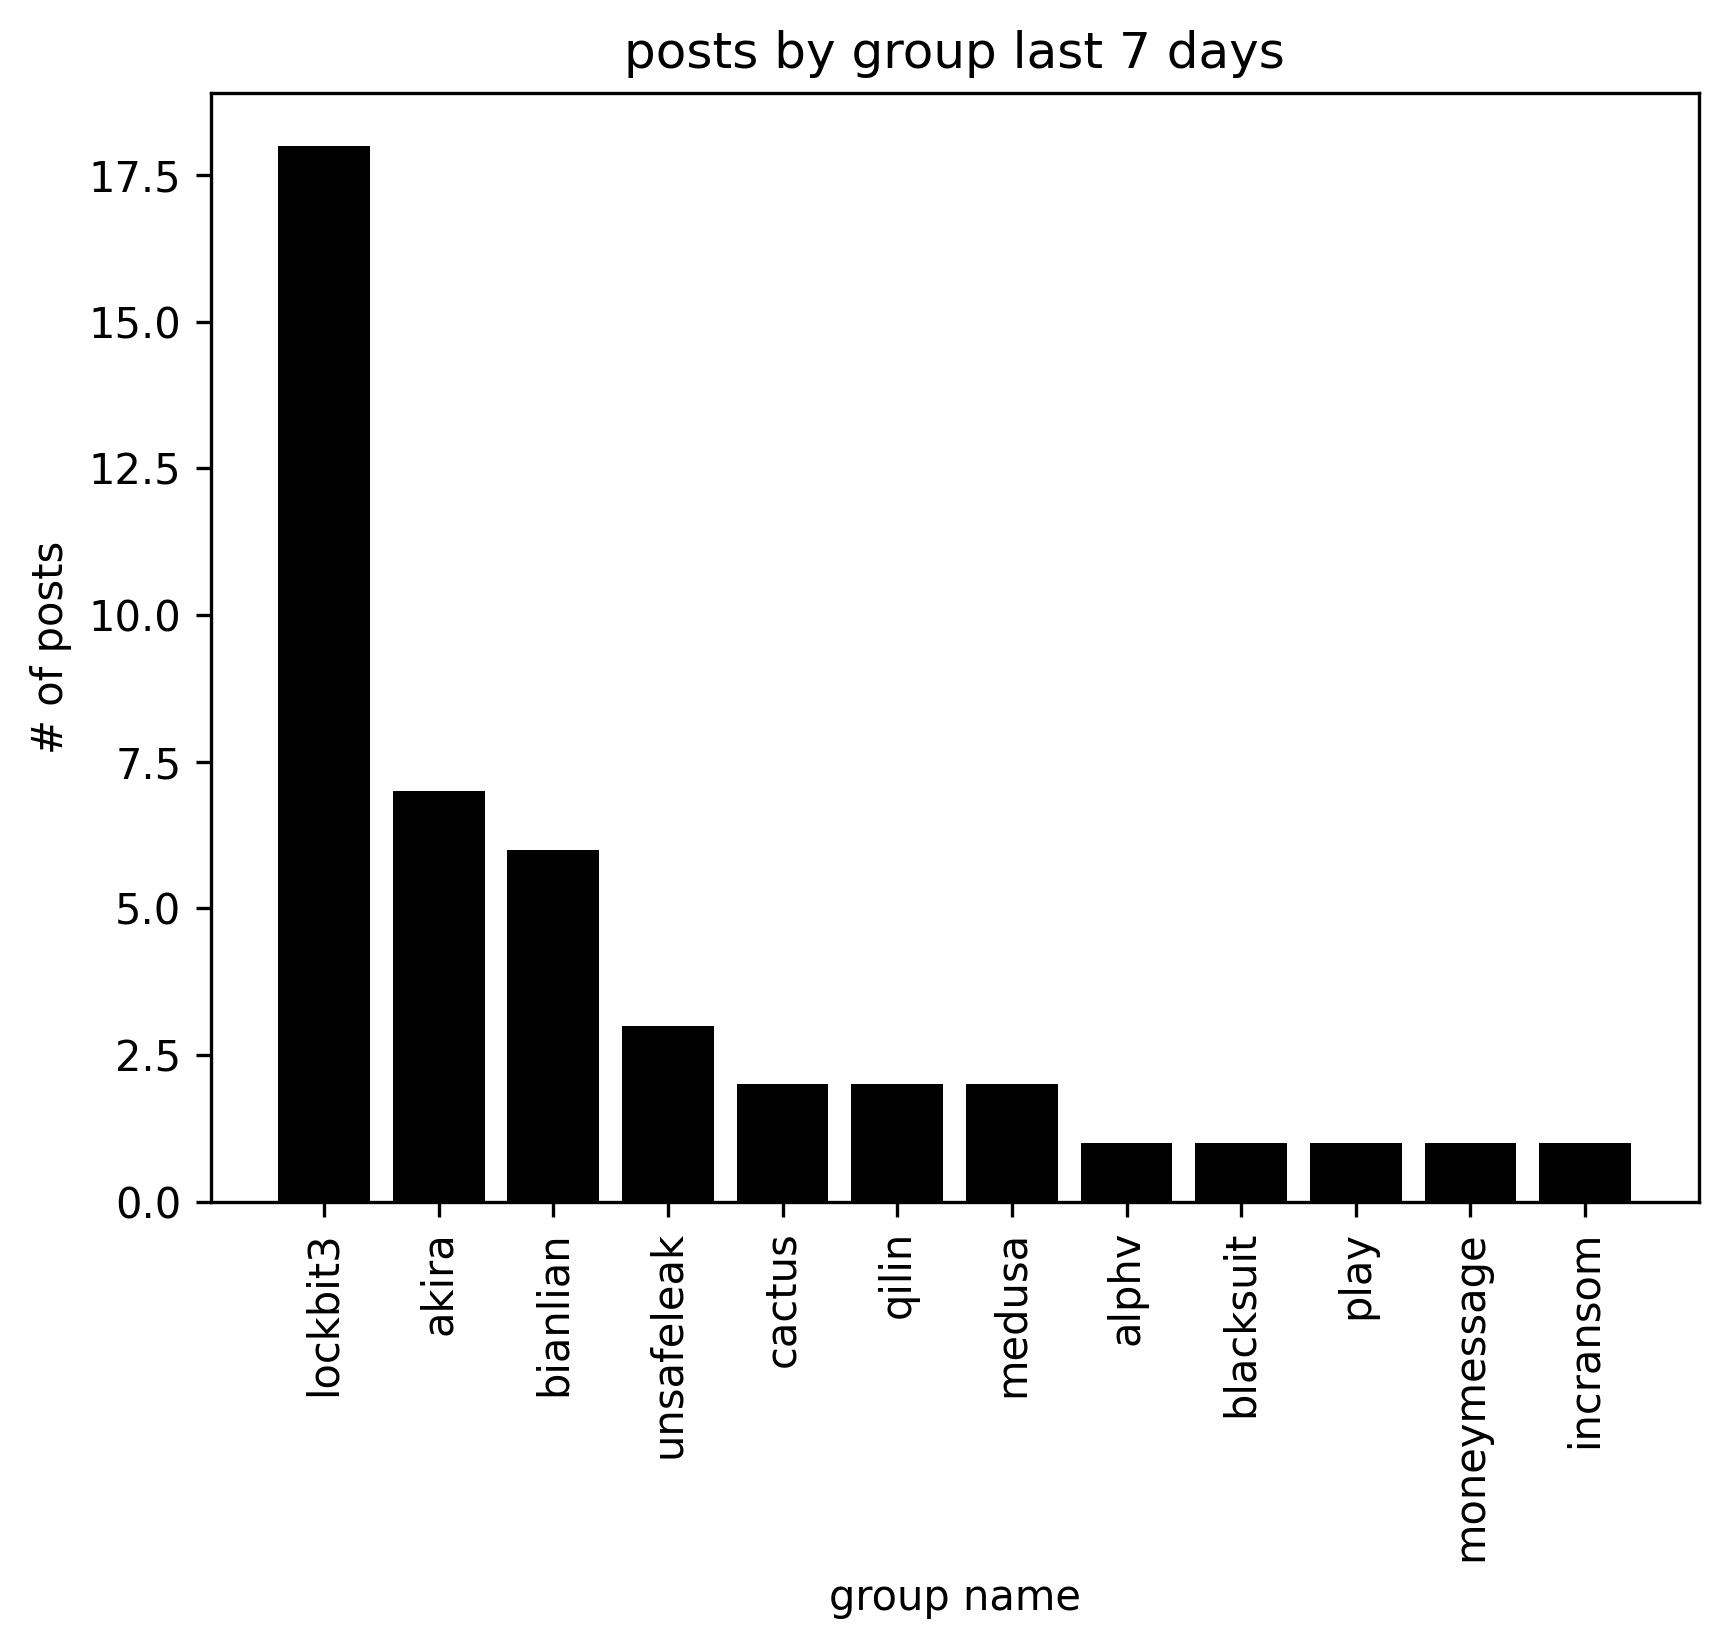 posts by group last 7 days
# of posts
17.5
15.0
12.5
10.0
7.5
5.0
2.5
0.0
lockbit3
akira
bianlian
unsafeleak
cactus
qilin
medusa
alphv
blacksuit
play
moneymessage
incransom
group name